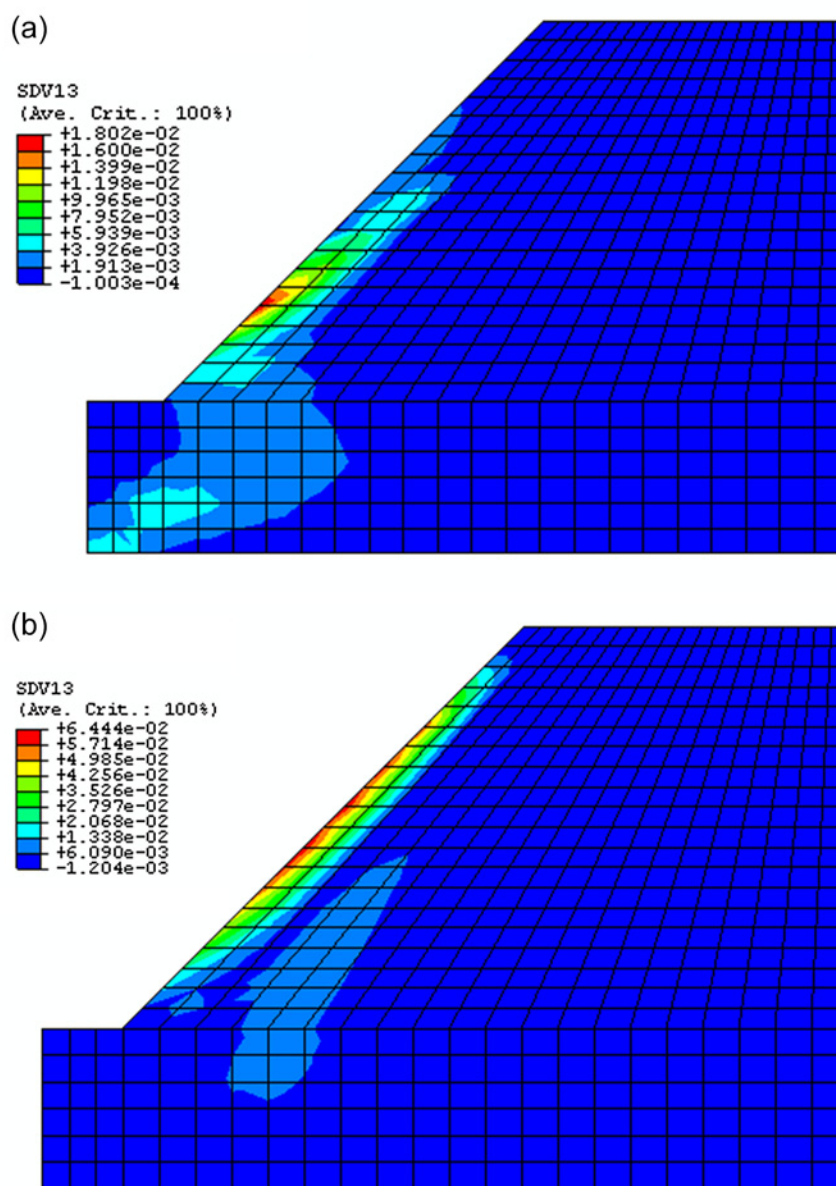 (a)
SDV13
(Ave. Crit.: 100%)
+1.802e-02
+1.600e-02
+1.399e-02
+1.198e-02
+9.965e-03
+7.952e-03
+5.939e-03
+3.926e-03
+1.913e-03
-1.003e-04
(b)
SDV13
(Ave. Crit.: 100%)
+6.444e-02
+5.714e-02
+4.985e-02
+4.256e-02
+3.526e-02
+2.797e-02
+2.068e-02
+1.338e-02
+6.090e-03
-1.204e-03